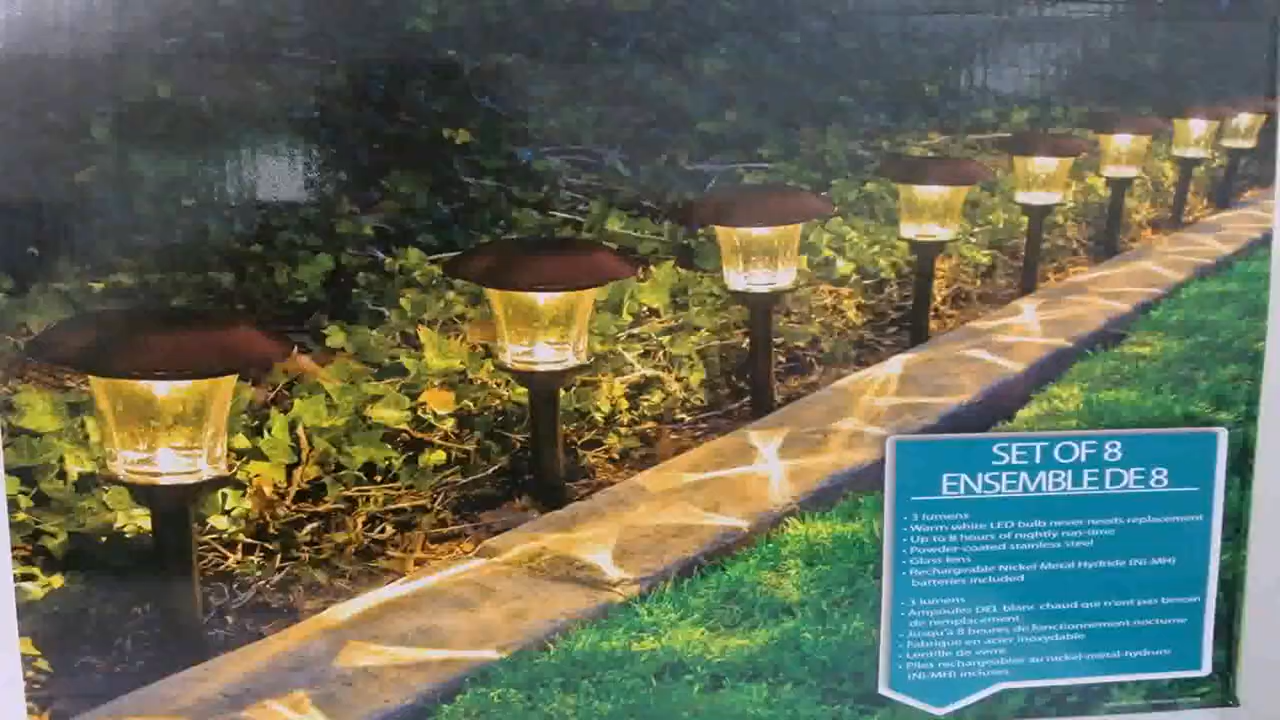 SET OF 8
ENSEMBLE DE 8
• 3 lumens
• Warm white LED bulb never needs replacement
• Up to 8 hours of nightly run-time
• Powder-coated stainless steel
• Glass lens
• Rechargeable Nickel Metal Hydride (NI-MH)
batteries included
• 3 lumens
• Ampoules DEL blanc chaud qui n'ont pas besoin
de remplacement
• Jusqu'à 8 heures de fonctionnement nocturne
• Fabriqué en acier inoxydable
• Lentille de verre
• Piles rechargeables au nickel-métal-hydrure
(NI-MH) incluses